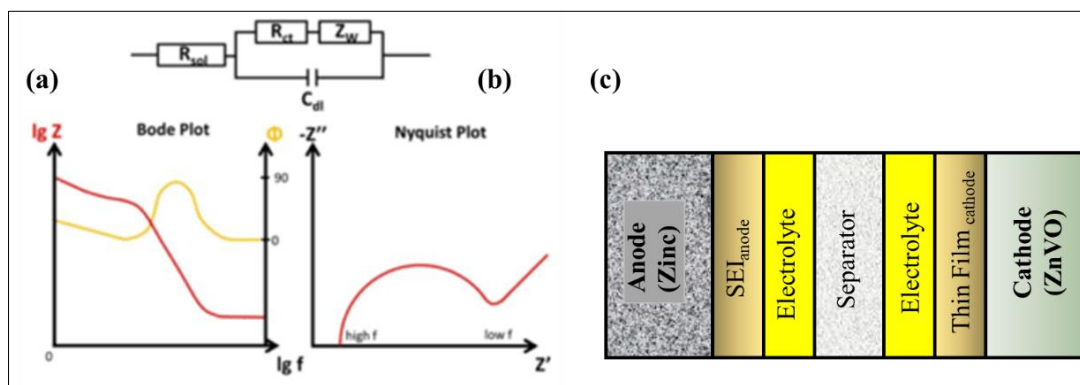 R_ct
Z_W
R_sol
C_dl
(a)
(b)
(c)
lg Z
Bode Plot
Φ
90
0
0
lg f
-Z''
Nyquist Plot
high f
low f
Z'
Anode
(Zinc)
SEI_anode
Electrolyte
Separator
Electrolyte
Thin Film_cathode
Cathode
(ZnVO)